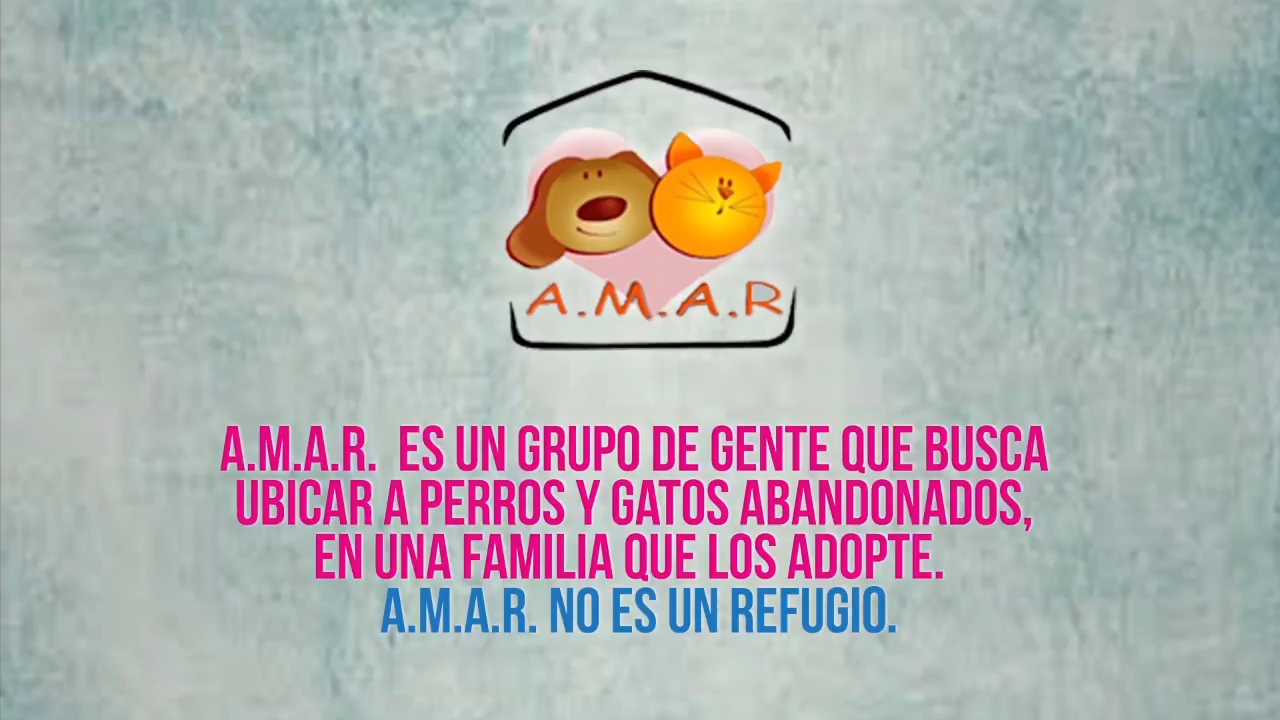 A.M.A.R
A.M.A.R. ES UN GRUPO DE GENTE QUE BUSCA
UBICAR A PERROS Y GATOS ABANDONADOS,
EN UNA FAMILIA QUE LOS ADOPTE.
A.M.A.R. NO ES UN REFUGIO.